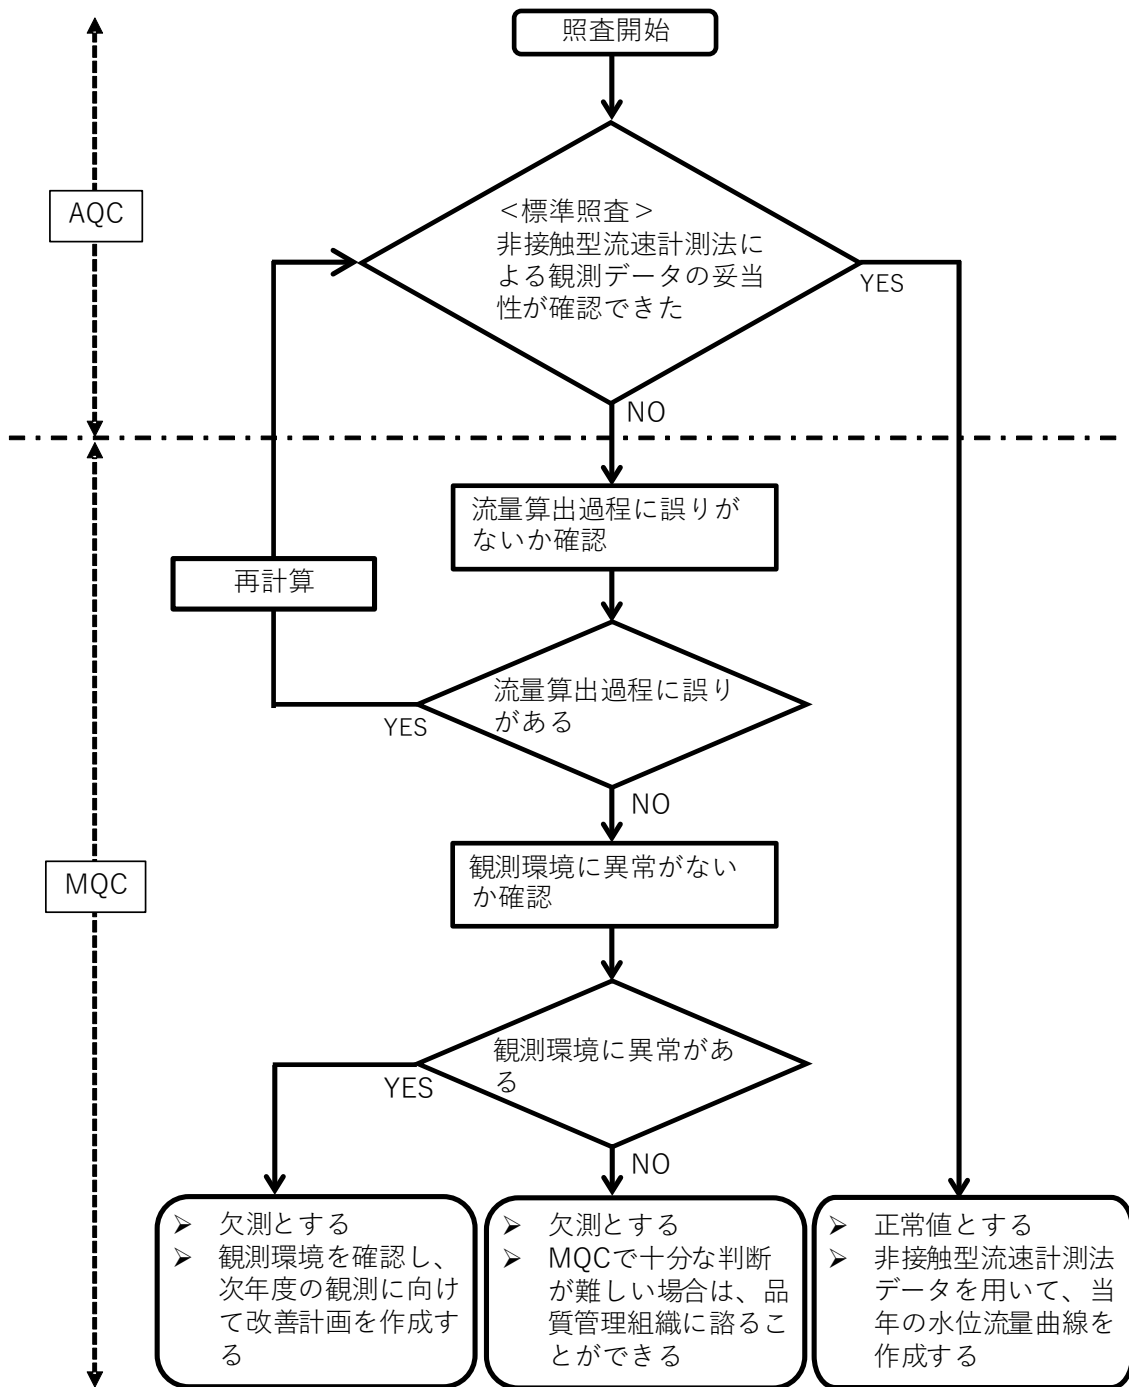 照査開始
AQC
＜標準照査＞
非接触型流速計測法に
よる観測データの妥当
性が確認できた
YES
NO
流量算出過程に誤りが
ないか確認
再計算
流量算出過程に誤り
がある
YES
NO
MQC
観測環境に異常がない
か確認
観測環境に異常があ
る
YES
NO
➢ 欠測とする
➢ 観測環境を確認し、
次年度の観測に向け
て改善計画を作成す
る
➢ 欠測とする
➢ MQCで十分な判断
が難しい場合は、品
質管理組織に諮るこ
とができる
➢ 正常値とする
➢ 非接触型流速計測法
データを用いて、当
年の水位流量曲線を
作成する